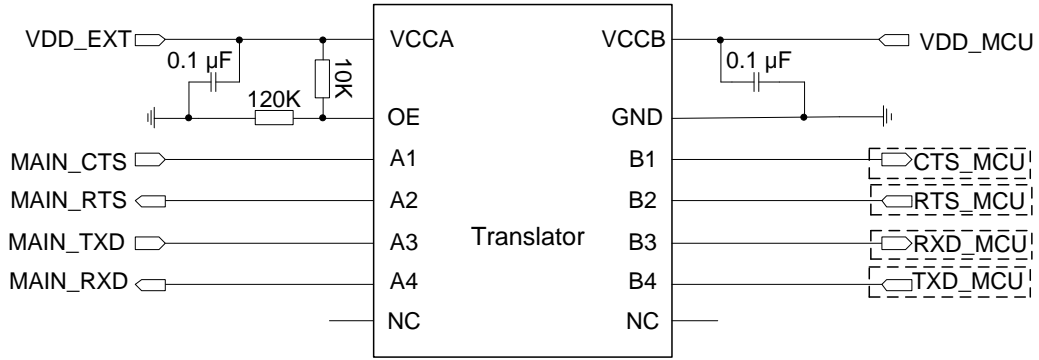 VDD_EXT
VCCA
VCCB
VDD_MCU
0.1 µF
10K
0.1 µF
120K
OE
GND
MAIN_CTS
A1
B1
CTS_MCU
MAIN_RTS
A2
B2
RTS_MCU
MAIN_TXD
A3
Translator
B3
RXD_MCU
MAIN_RXD
A4
B4
TXD_MCU
NC
NC